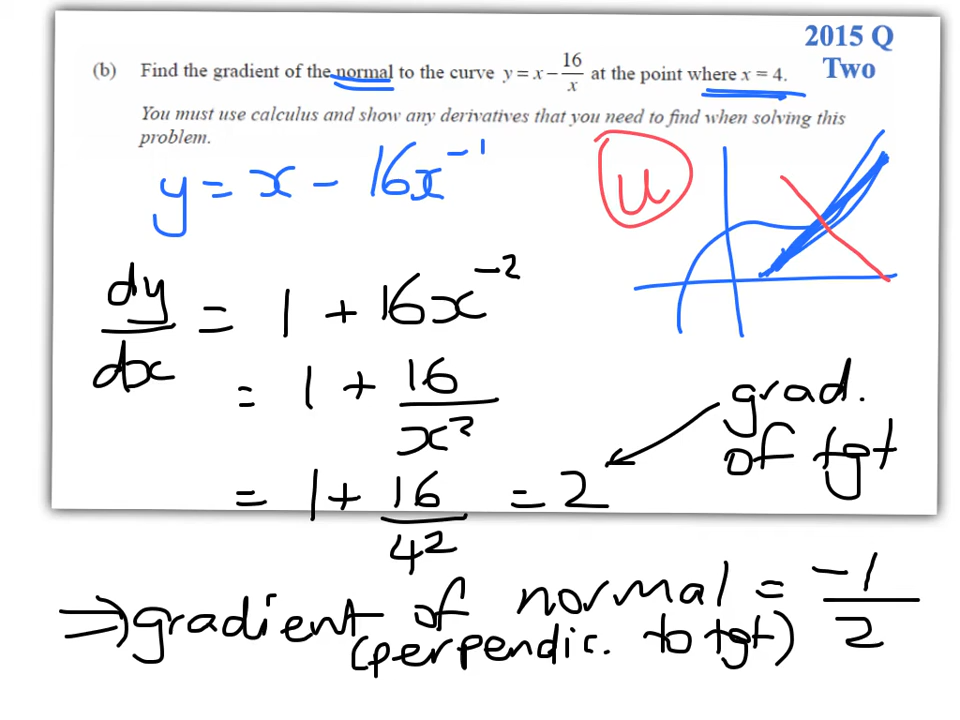 2015 Q
Two
(b) Find the gradient of the normal to the curve y = x − 16/x at the point where x = 4.
You must use calculus and show any derivatives that you need to find when solving this
problem.
y = x − 16x⁻¹
u
dy/dx = 1 + 16x⁻²
= 1 + 16/x²
grad.
of tgt
= 1 + 16/4² = 2
⇒ gradient of normal = −1/2
(perpendic. to tgt)